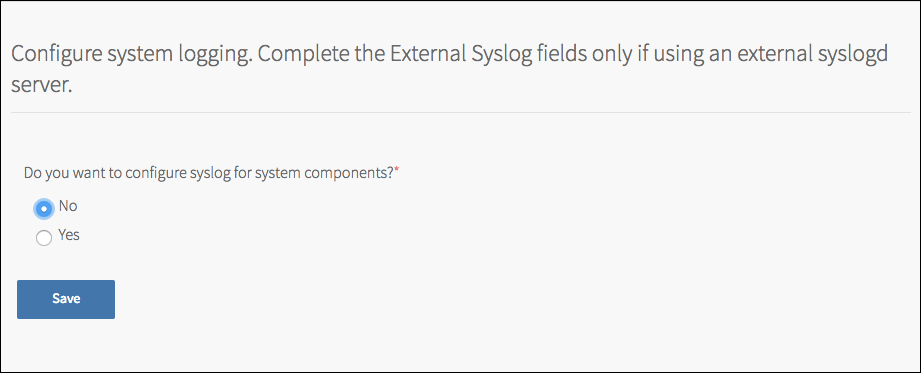 Configure system logging. Complete the External Syslog fields only if using an external syslogd
server.
Do you want to configure syslog for system components?*
No
Yes
Save